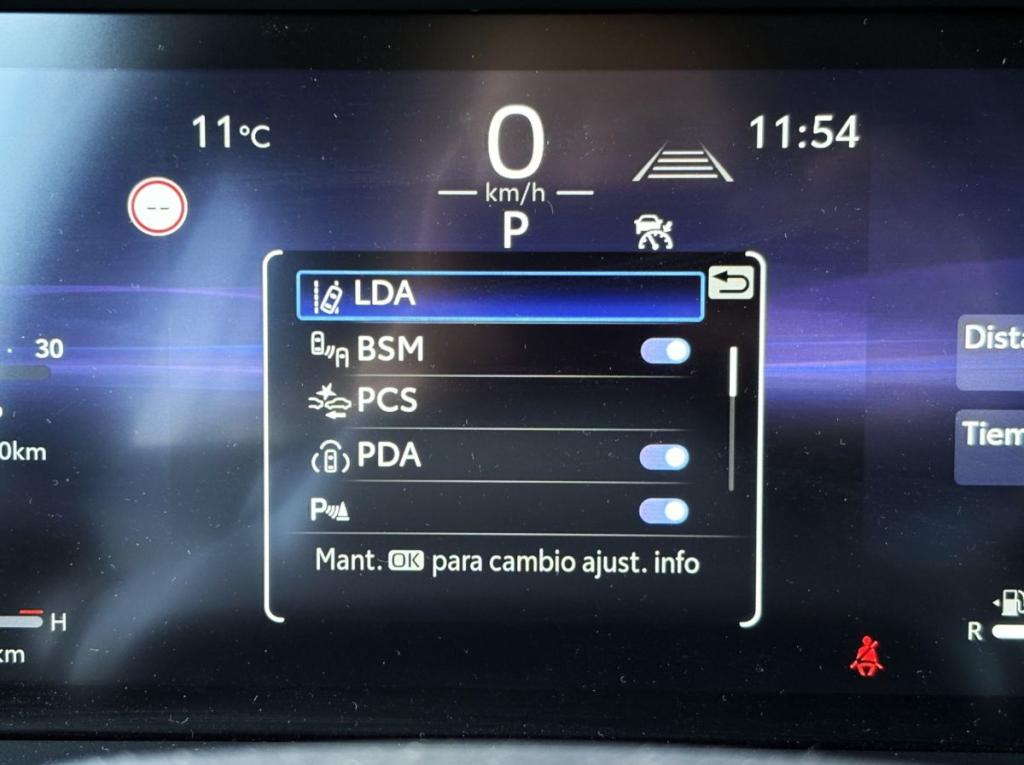 11°C
0
11:54
km/h
--
P
LDA
BSM
30
PCS
0km
PDA
P
Mant. OK para cambio ajust. info
H
R
km